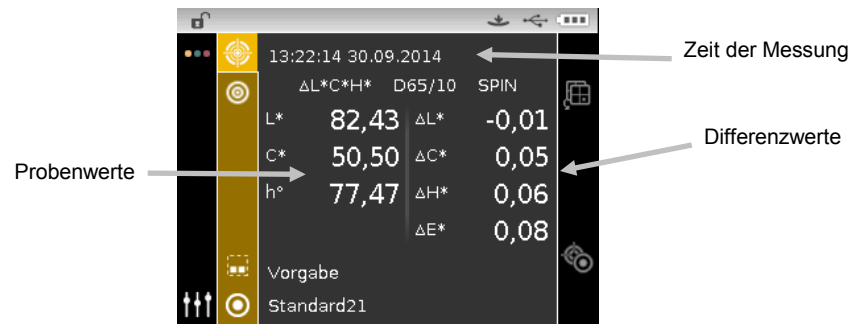 Zeit der Messung
13:22:14 30.09.2014
ΔL*C*H* D65/10 SPIN
L* 82,43 ΔL* -0,01
C* 50,50 ΔC* 0,05
h° 77,47 ΔH* 0,06
ΔE* 0,08
Differenzwerte
Probenwerte
Vorgabe
Standard21